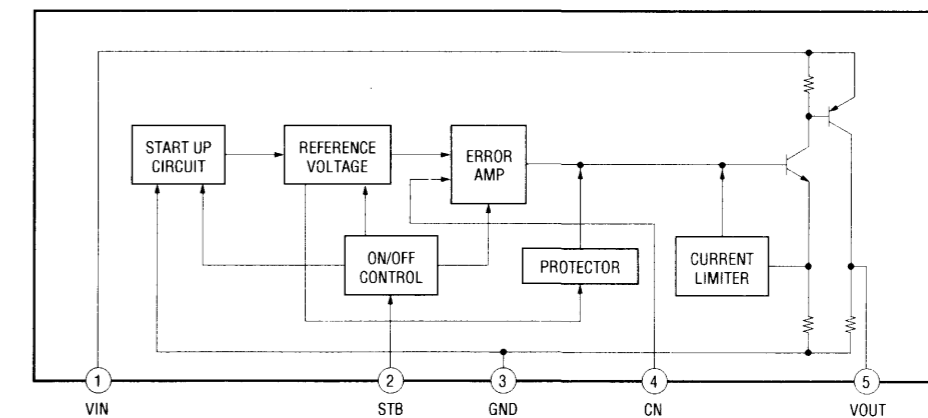 START UP
CIRCUIT
REFERENCE
VOLTAGE
ERROR
AMP
ON/OFF
CONTROL
PROTECTOR
CURRENT
LIMITER
1
2
3
4
5
VIN
STB
GND
CN
VOUT